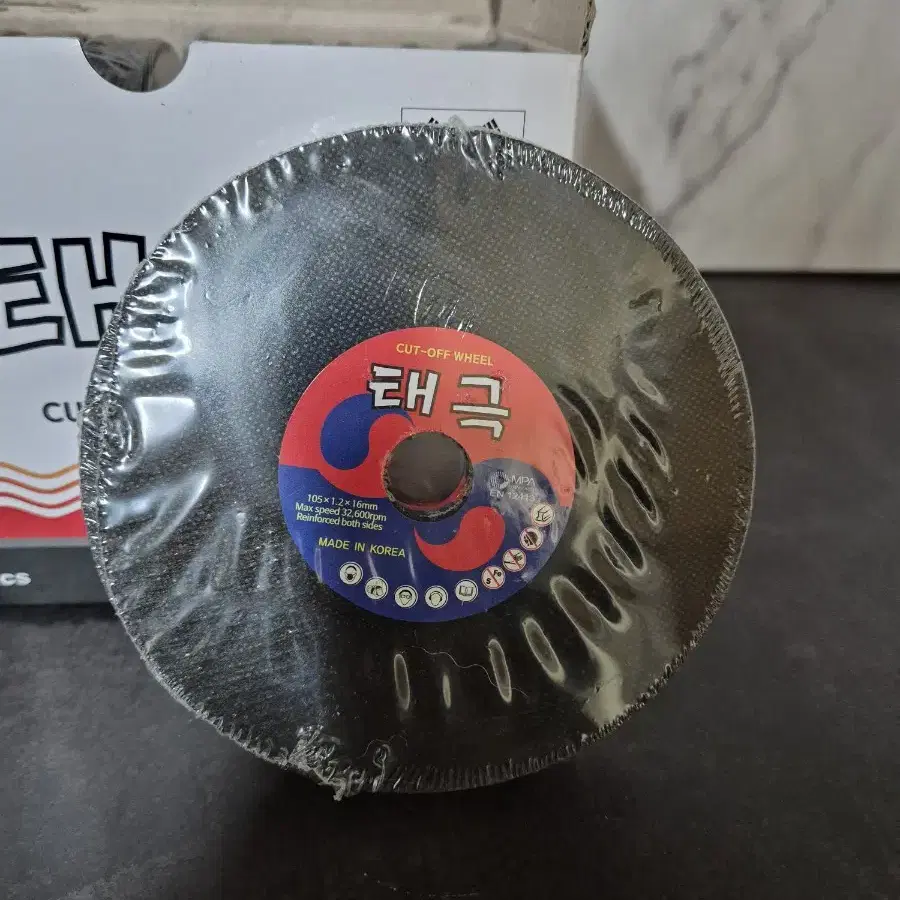 태
CU
CS
CUT-OFF WHEEL
태극
MPA
EN 12413
105×1.2×16mm
Max speed 32,600rpm
Reinforced both sides
MADE IN KOREA